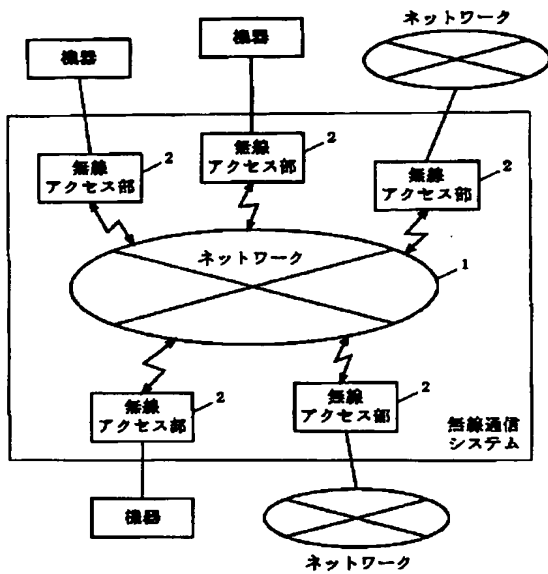 ネットワーク
機器
機器
無線
アクセス部
2
無線
アクセス部
2
無線
アクセス部
2
ネットワーク
1
無線
アクセス部
2
無線
アクセス部
2
無線通信
システム
機器
ネットワーク